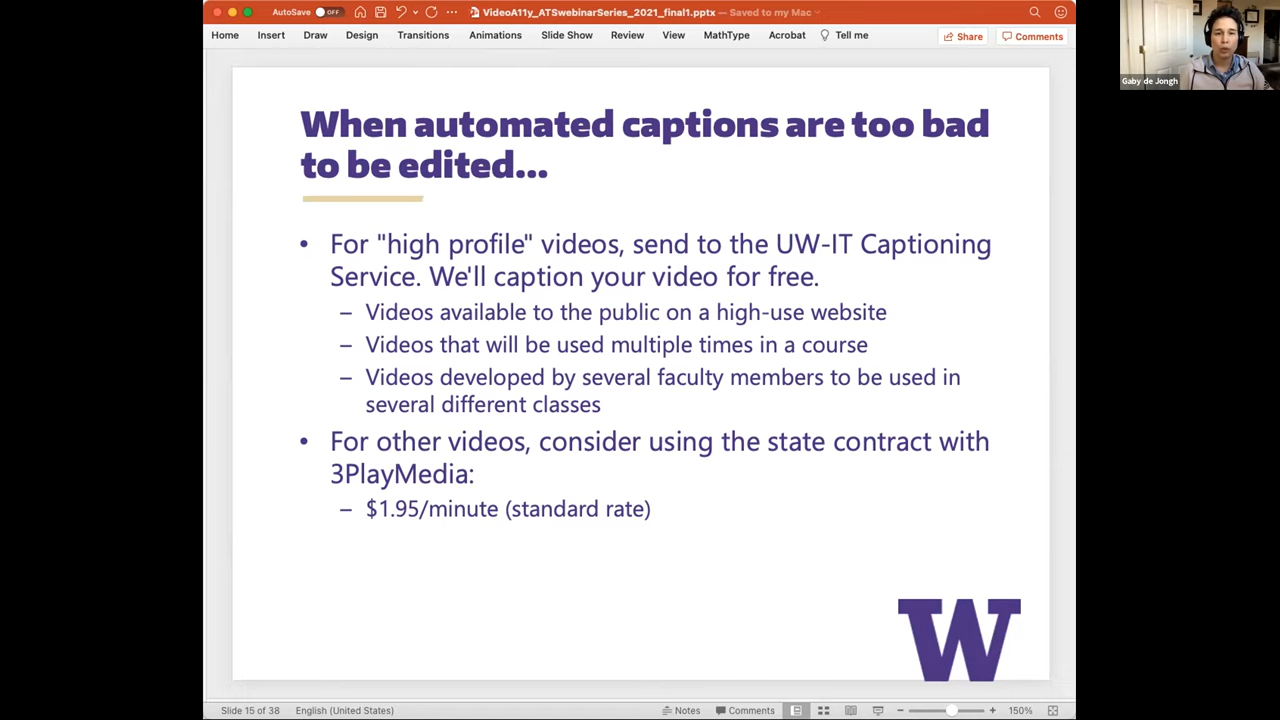 AutoSave OFF VideoA11y_ATSwebinarSeries_2021_final1.pptx — Saved to my Mac
Home Insert Draw Design Transitions Animations Slide Show Review View MathType Acrobat Tell me Share Comments
Gaby de Jongh
When automated captions are too bad
to be edited...
• For "high profile" videos, send to the UW-IT Captioning
Service. We'll caption your video for free.
– Videos available to the public on a high-use website
– Videos that will be used multiple times in a course
– Videos developed by several faculty members to be used in
several different classes
• For other videos, consider using the state contract with
3PlayMedia:
– $1.95/minute (standard rate)
W
Slide 15 of 38 English (United States) Notes Comments 150%